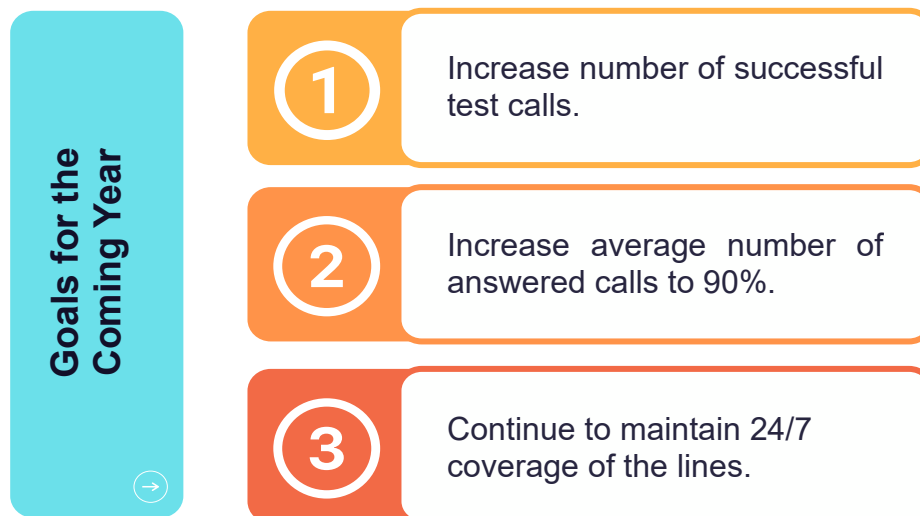 Goals for the
Coming Year
1
Increase number of successful
test calls.
2
Increase average number of
answered calls to 90%.
3
Continue to maintain 24/7
coverage of the lines.